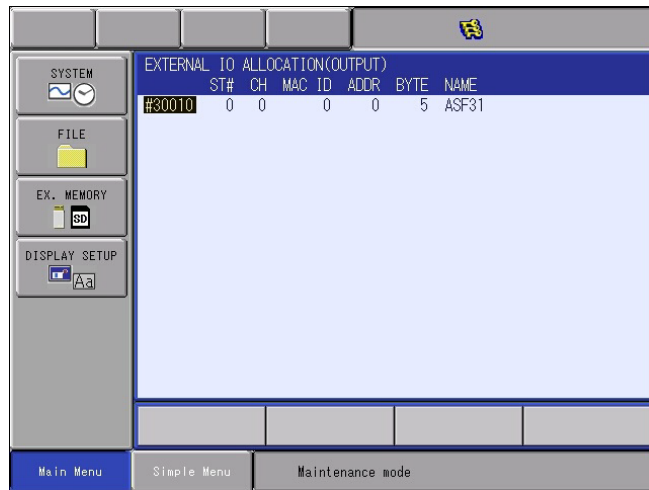 SYSTEM
FILE
EX. MEMORY
SD
DISPLAY SETUP
Aa
EXTERNAL IO ALLOCATION(OUTPUT)
ST# CH MAC ID ADDR BYTE NAME
#30010 0 0 0 0 5 ASF31
Main Menu
Simple Menu
Maintenance mode